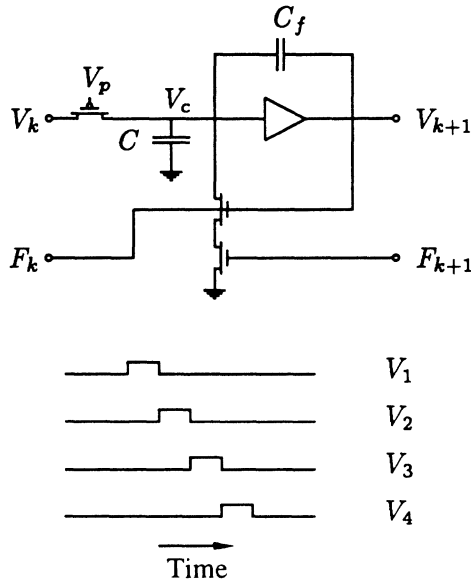 C_f
V_p
V_k
V_c
V_{k+1}
C
F_k
F_{k+1}
V_1
V_2
V_3
V_4
Time